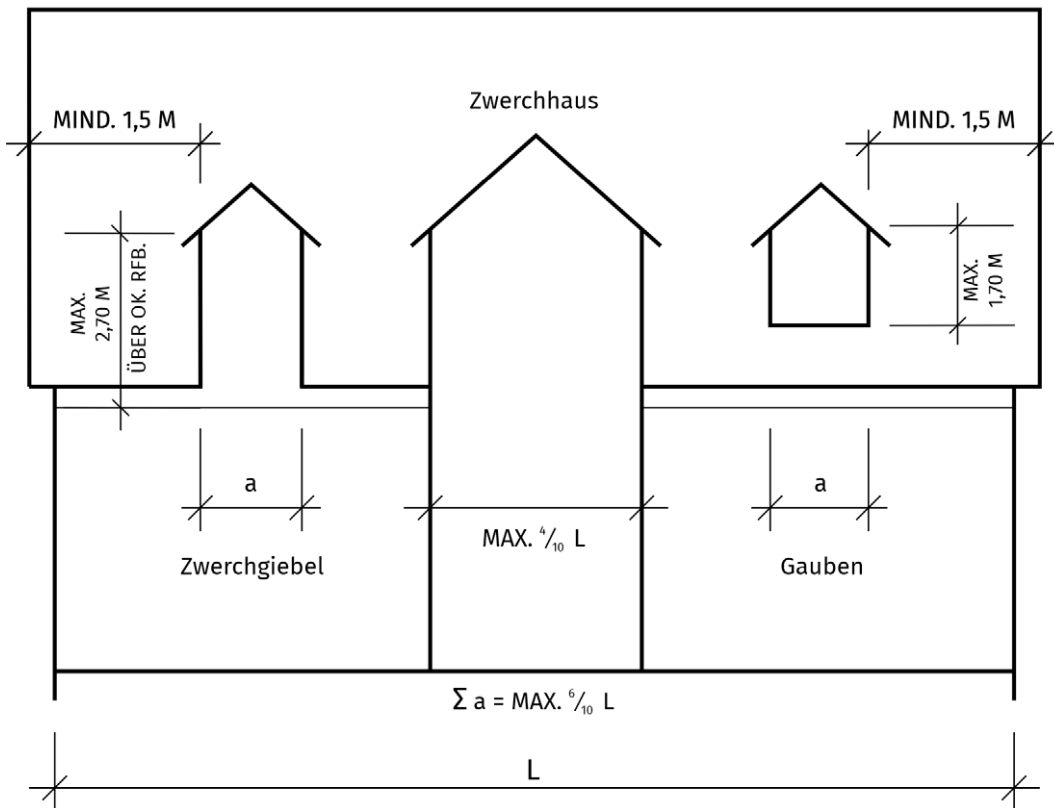 Zwerchhaus
MIND. 1,5 M
MIND. 1,5 M
MAX.
2,70 M
ÜBER OK. RFB.
MAX.
1,70 M
a
MAX. ⁴/₁₀ L
a
Zwerchgiebel
Gauben
Σ a = MAX. ⁶/₁₀ L
L